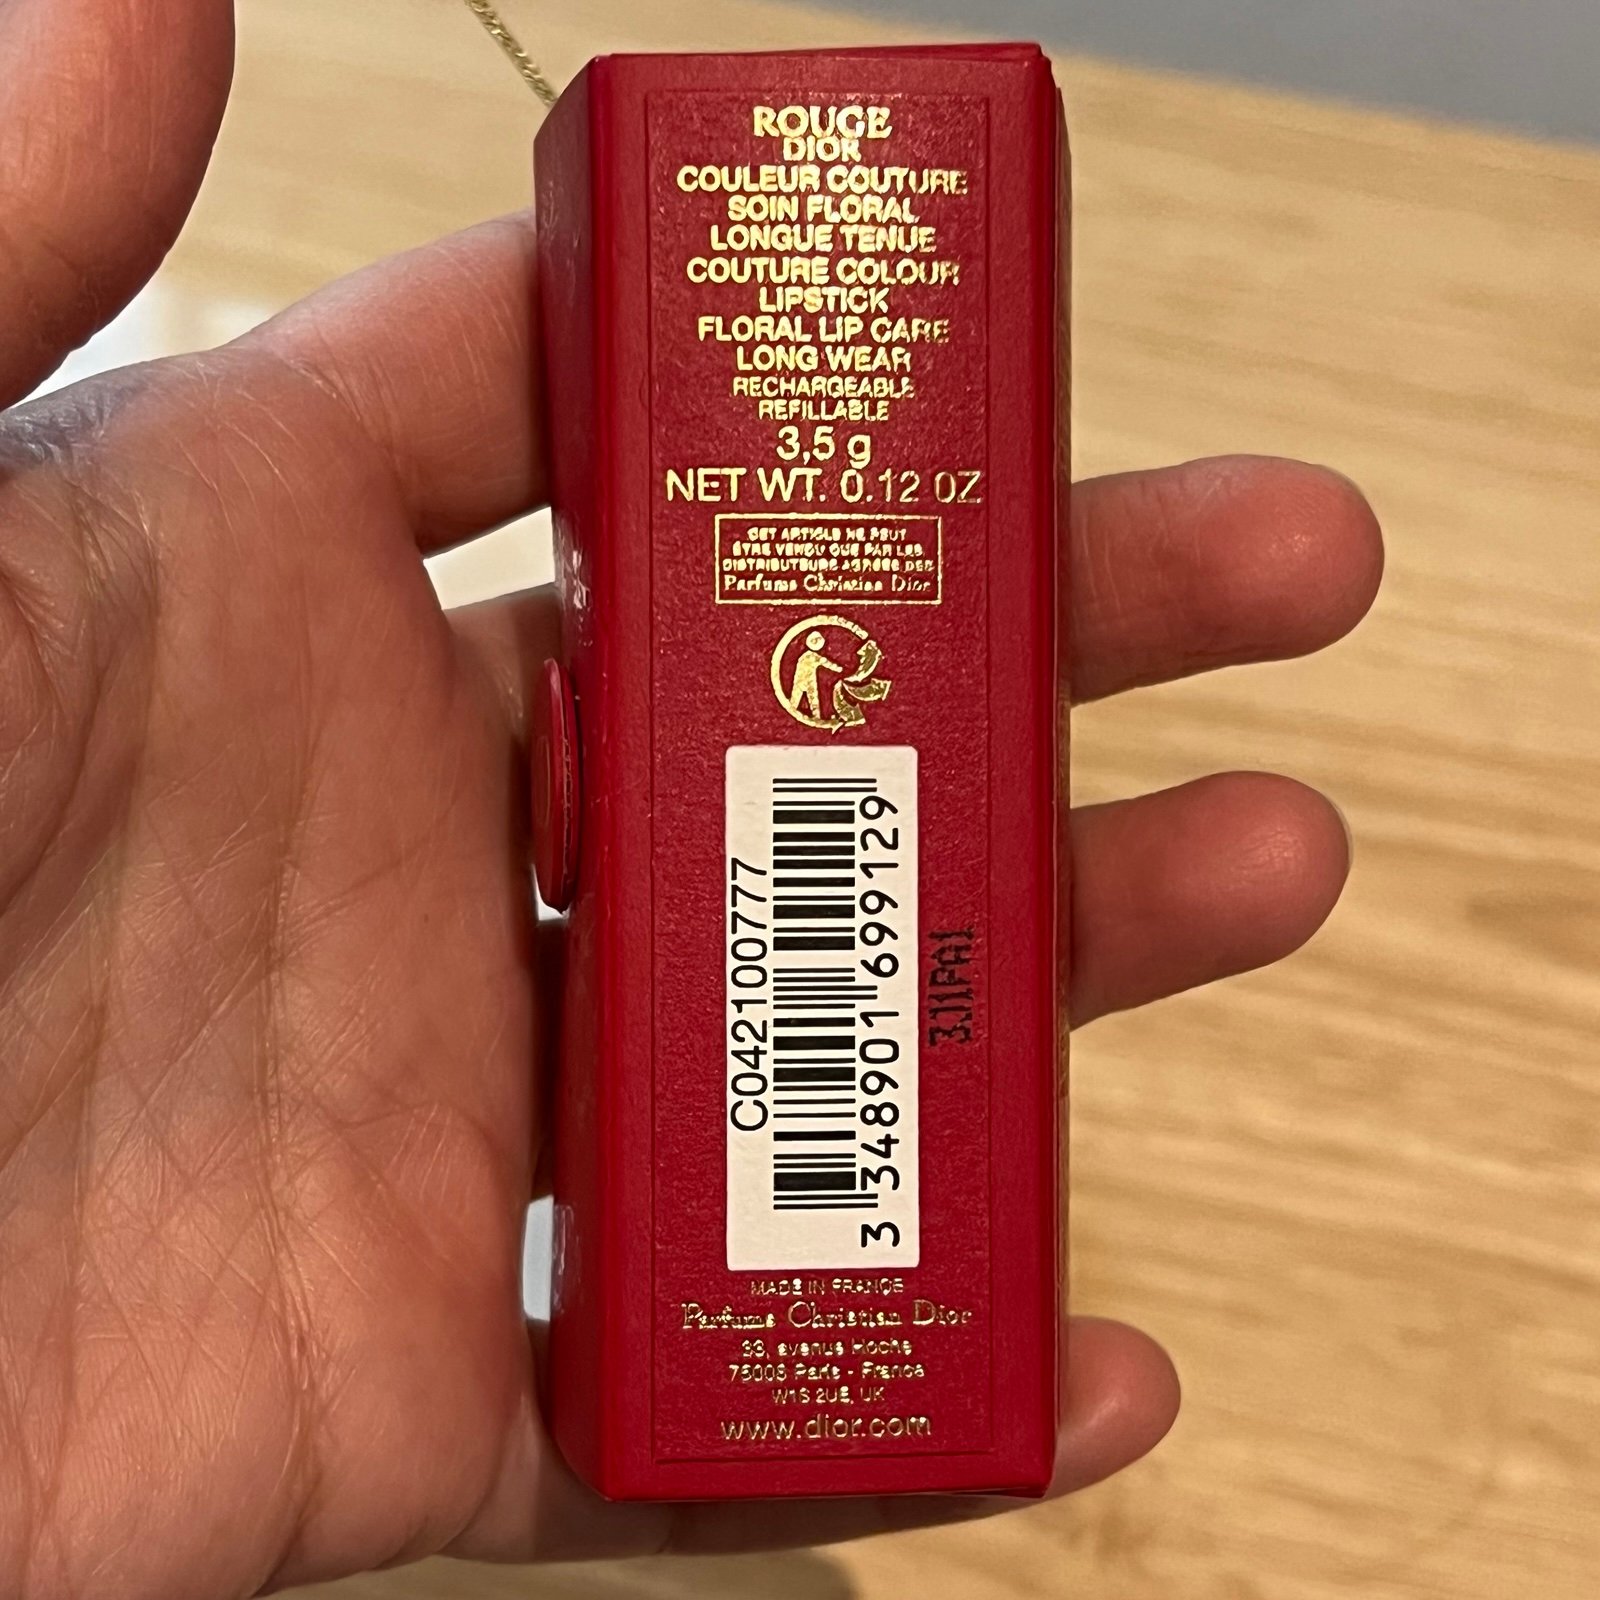 ROUGE
DIOR
COULEUR COUTURE
SOIN FLORAL
LONGUE TENUE
COUTURE COLOUR
LIPSTICK
FLORAL LIP CARE
LONG WEAR
RECHARGEABLE
REFILLABLE
3,5 g
NET WT. 0.12 OZ
CET ARTICLE NE PEUT
ÊTRE VENDU QUE PAR LES
DISTRIBUTEURS AGRÉÉS DES
Parfums Christian Dior
C042100777
3 348901 699129
MADE IN FRANCE
Parfums Christian Dior
33, avenue Hoche
75008 Paris - France
W1S 2UE, UK
www.dior.com